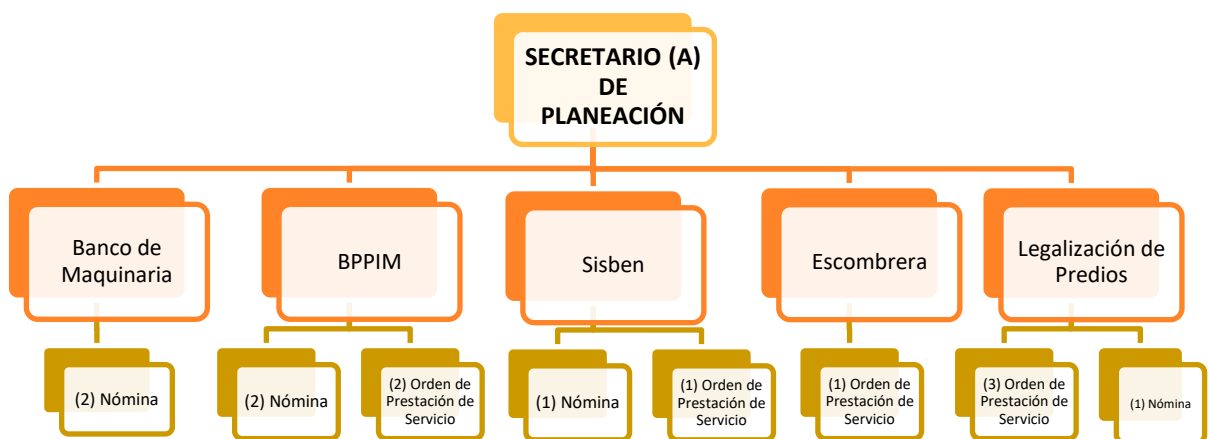 SECRETARIO (A)
DE
PLANEACIÓN
Banco de
Maquinaria
BPPIM
Sisben
Escombrera
Legalización de
Predios
(2) Nómina
(2) Nómina
(2) Orden de
Prestación de
Servicio
(1) Nómina
(1) Orden de
Prestación de
Servicio
(1) Orden de
Prestación de
Servicio
(3) Orden de
Prestación de
Servicio
(1) Nómina